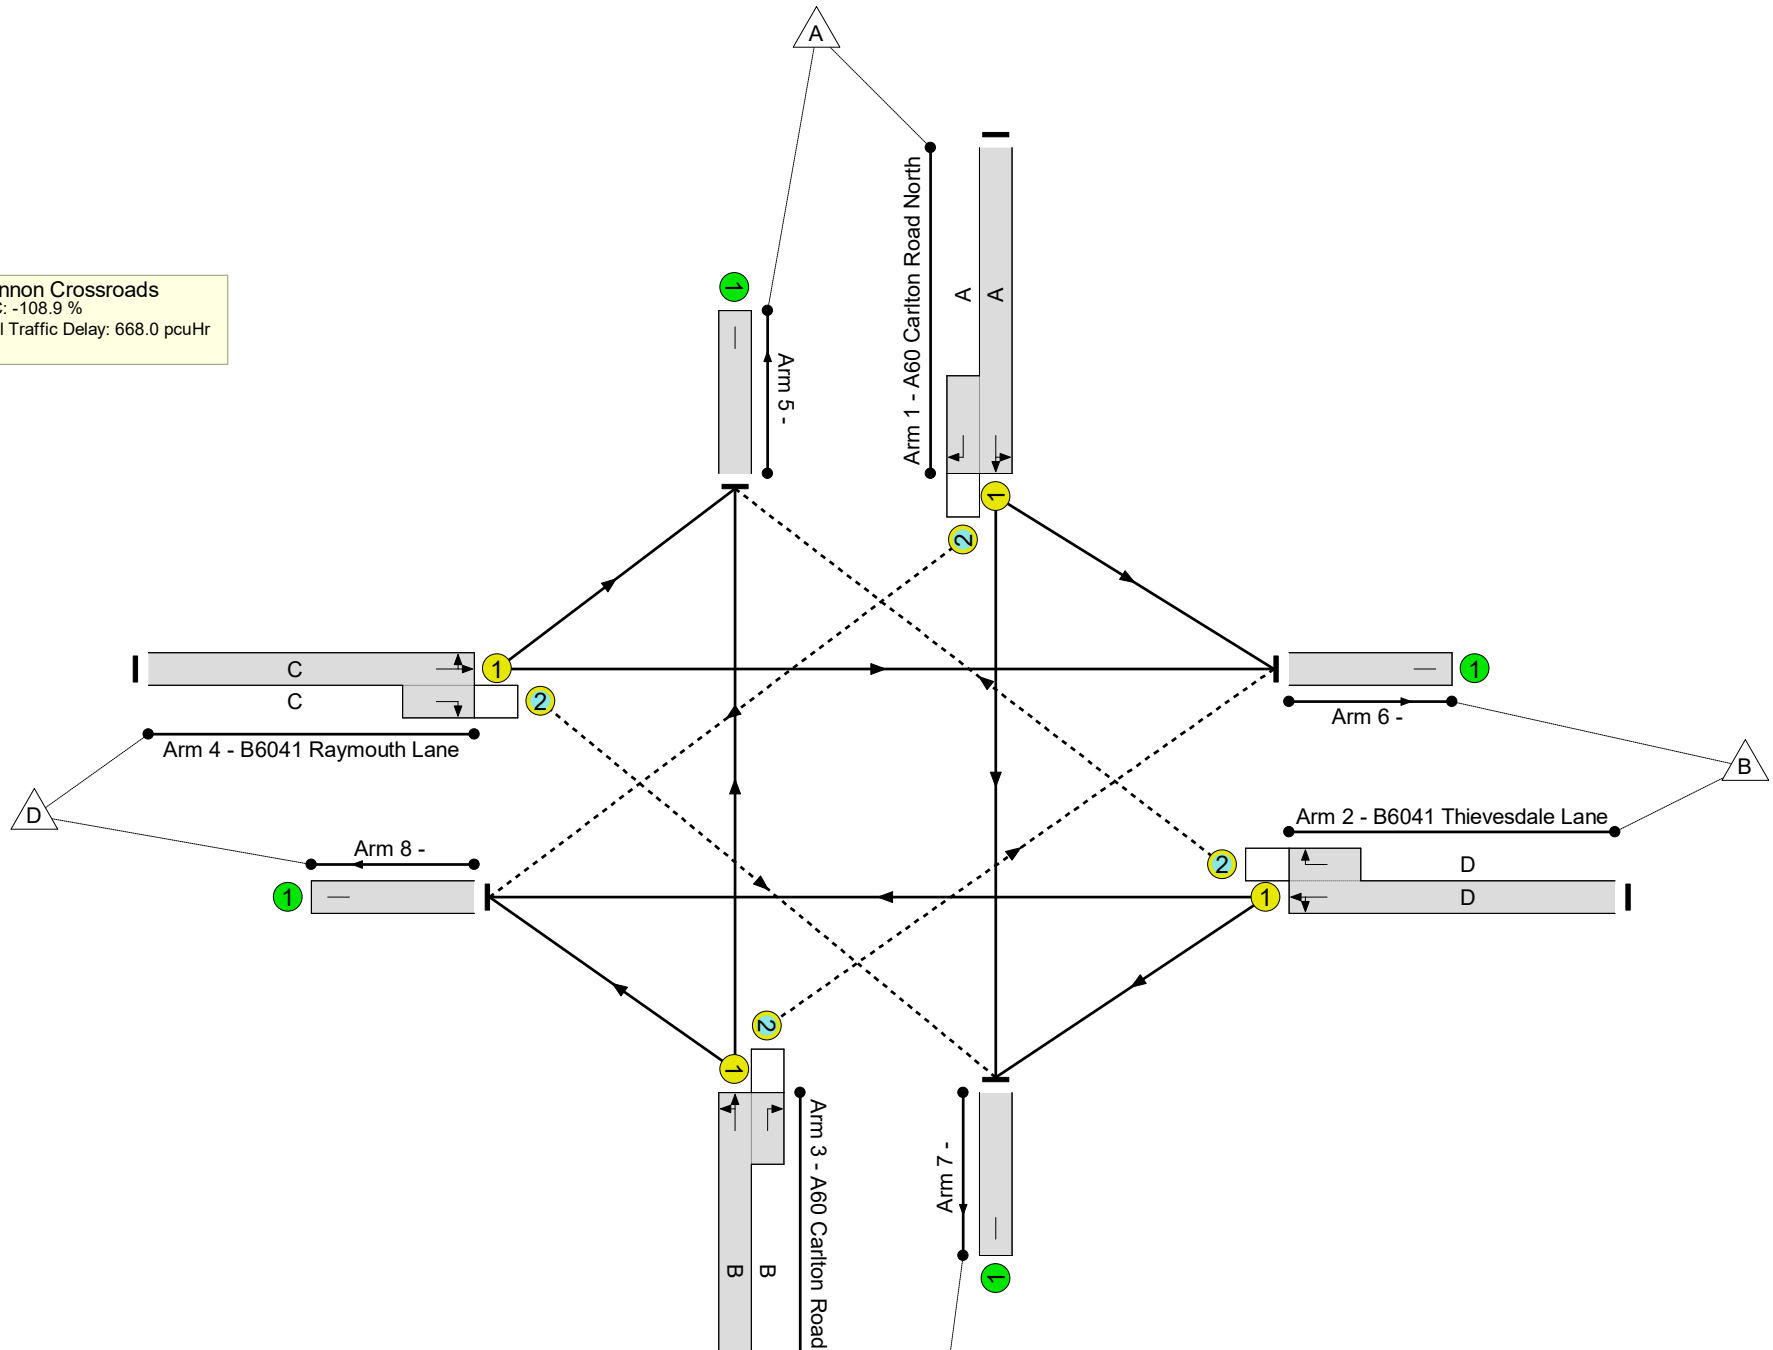 A
Arm 1 - A60 Carlton Road North
A
A
1
nnon Crossroads
C: -108.9 %
l Traffic Delay: 668.0 pcuHr
Arm 5 -
1
2
C
1
1
C
2
Arm 6 -
Arm 4 - B6041 Raymouth Lane
B
D
Arm 2 - B6041 Thievesdale Lane
Arm 8 -
2
D
1
1
D
2
1
Arm 3 - A60 Carlton Road
Arm 7 -
B
B
1